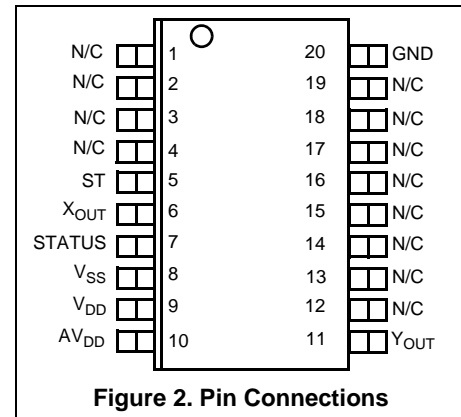 N/C 1 20 GND
N/C 2 19 N/C
N/C 3 18 N/C
N/C 4 17 N/C
ST 5 16 N/C
XOUT 6 15 N/C
STATUS 7 14 N/C
VSS 8 13 N/C
VDD 9 12 N/C
AVDD 10 11 YOUT
Figure 2. Pin Connections